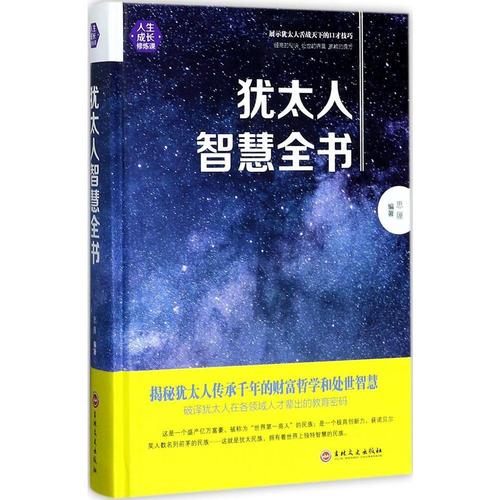 人生
成长
修炼课
展示犹太人舌战天下的口才技巧
犹太人
智慧全书
思履
编著
犹太人智慧全书
思履 编著
揭秘犹太人传承千年的财富哲学和处世智慧
破译犹太人在各领域人才辈出的教育密码
这是一个盛产亿万富豪、被称为“世界第一商人”的民族;是一个极具创新力、获诺贝尔
奖人数名列前茅的民族——这就是犹太民族,拥有着世界上独特智慧的民族。
吉林文史出版社